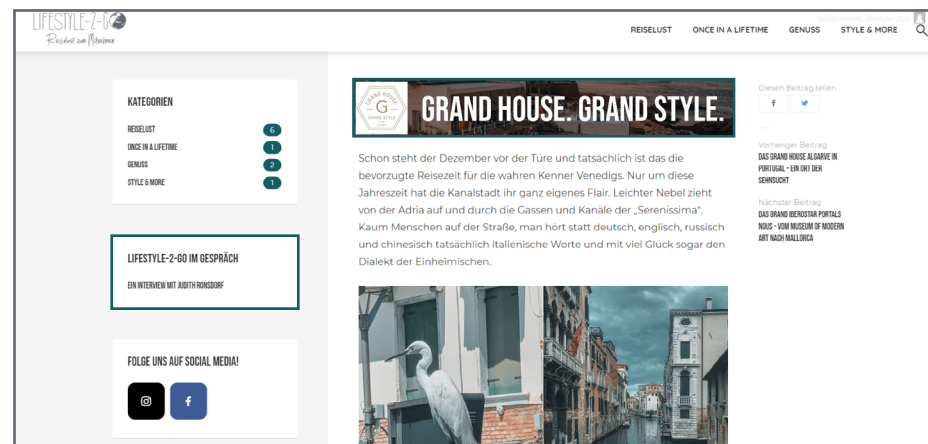 LIFESTYLE-2-GO
Reiselust zum Mitnehmen
REISELUST
ONCE IN A LIFETIME
GENUSS
STYLE & MORE
KATEGORIEN
REISELUST 6
ONCE IN A LIFETIME 1
GENUSS 2
STYLE & MORE 1
LIFESTYLE-2-GO IM GESPRÄCH
EIN INTERVIEW MIT JUDITH RONSDORF
FOLGE UNS AUF SOCIAL MEDIA!
GRAND HOUSE
G
GRAND STYLE
GRAND HOUSE. GRAND STYLE.
Schon steht der Dezember vor der Türe und tatsächlich ist das die
bevorzugte Reisezeit für die wahren Kenner Venedigs. Nur um diese
Jahreszeit hat die Kanalstadt ihr ganz eigenes Flair. Leichter Nebel zieht
von der Adria auf und durch die Gassen und Kanäle der „Serenissima“.
Kaum Menschen auf der Straße, man hört statt deutsch, englisch, russisch
und chinesisch tatsächlich italienische Worte und mit viel Glück sogar den
Dialekt der Einheimischen.
Diesen Beitrag teilen
Vorheriger Beitrag
DAS GRAND HOUSE ALGARVE IN
PORTUGAL – EIN ORT DER
SEHNSUCHT
Nächster Beitrag
DAS GRAND IBEROSTAR PORTALS
NOUS – VOM MUSEUM OF MODERN
ART NACH MALLORCA